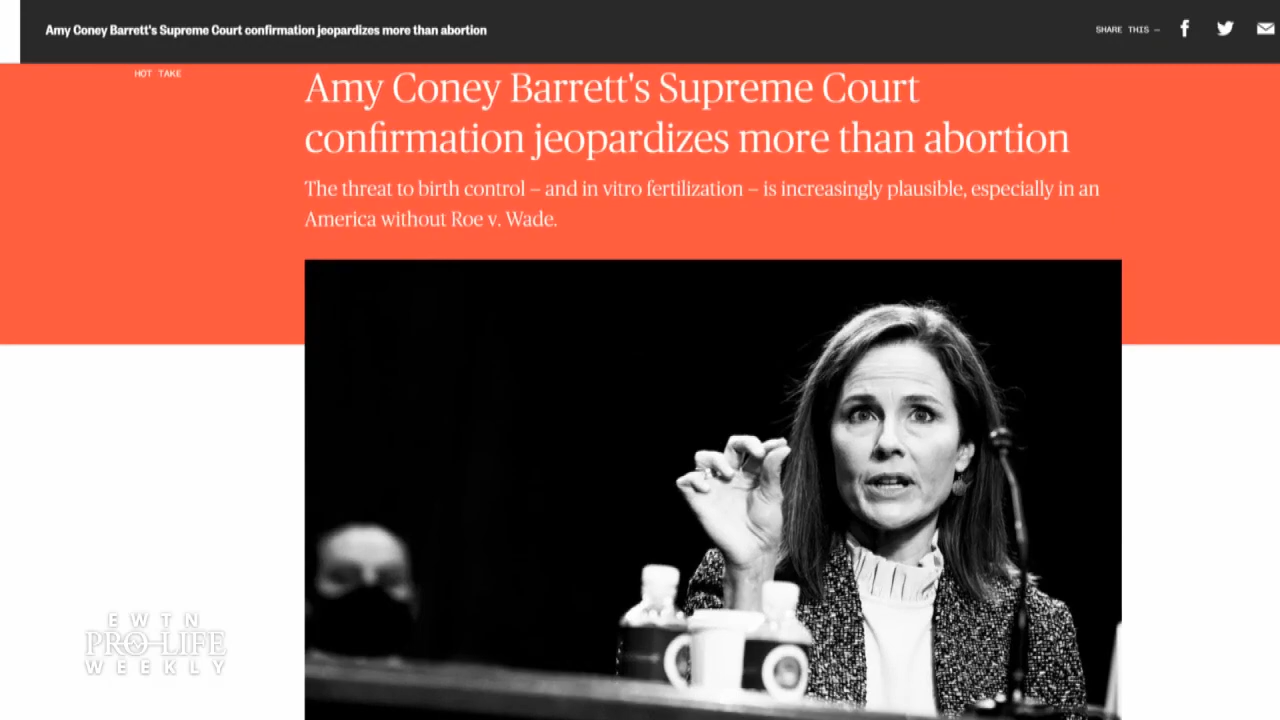 Amy Coney Barrett's Supreme Court confirmation jeopardizes more than abortion
SHARE THIS —
HOT TAKE
Amy Coney Barrett's Supreme Court
confirmation jeopardizes more than abortion
The threat to birth control – and in vitro fertilization – is increasingly plausible, especially in an
America without Roe v. Wade.
EWTN
PRO-LIFE
WEEKLY